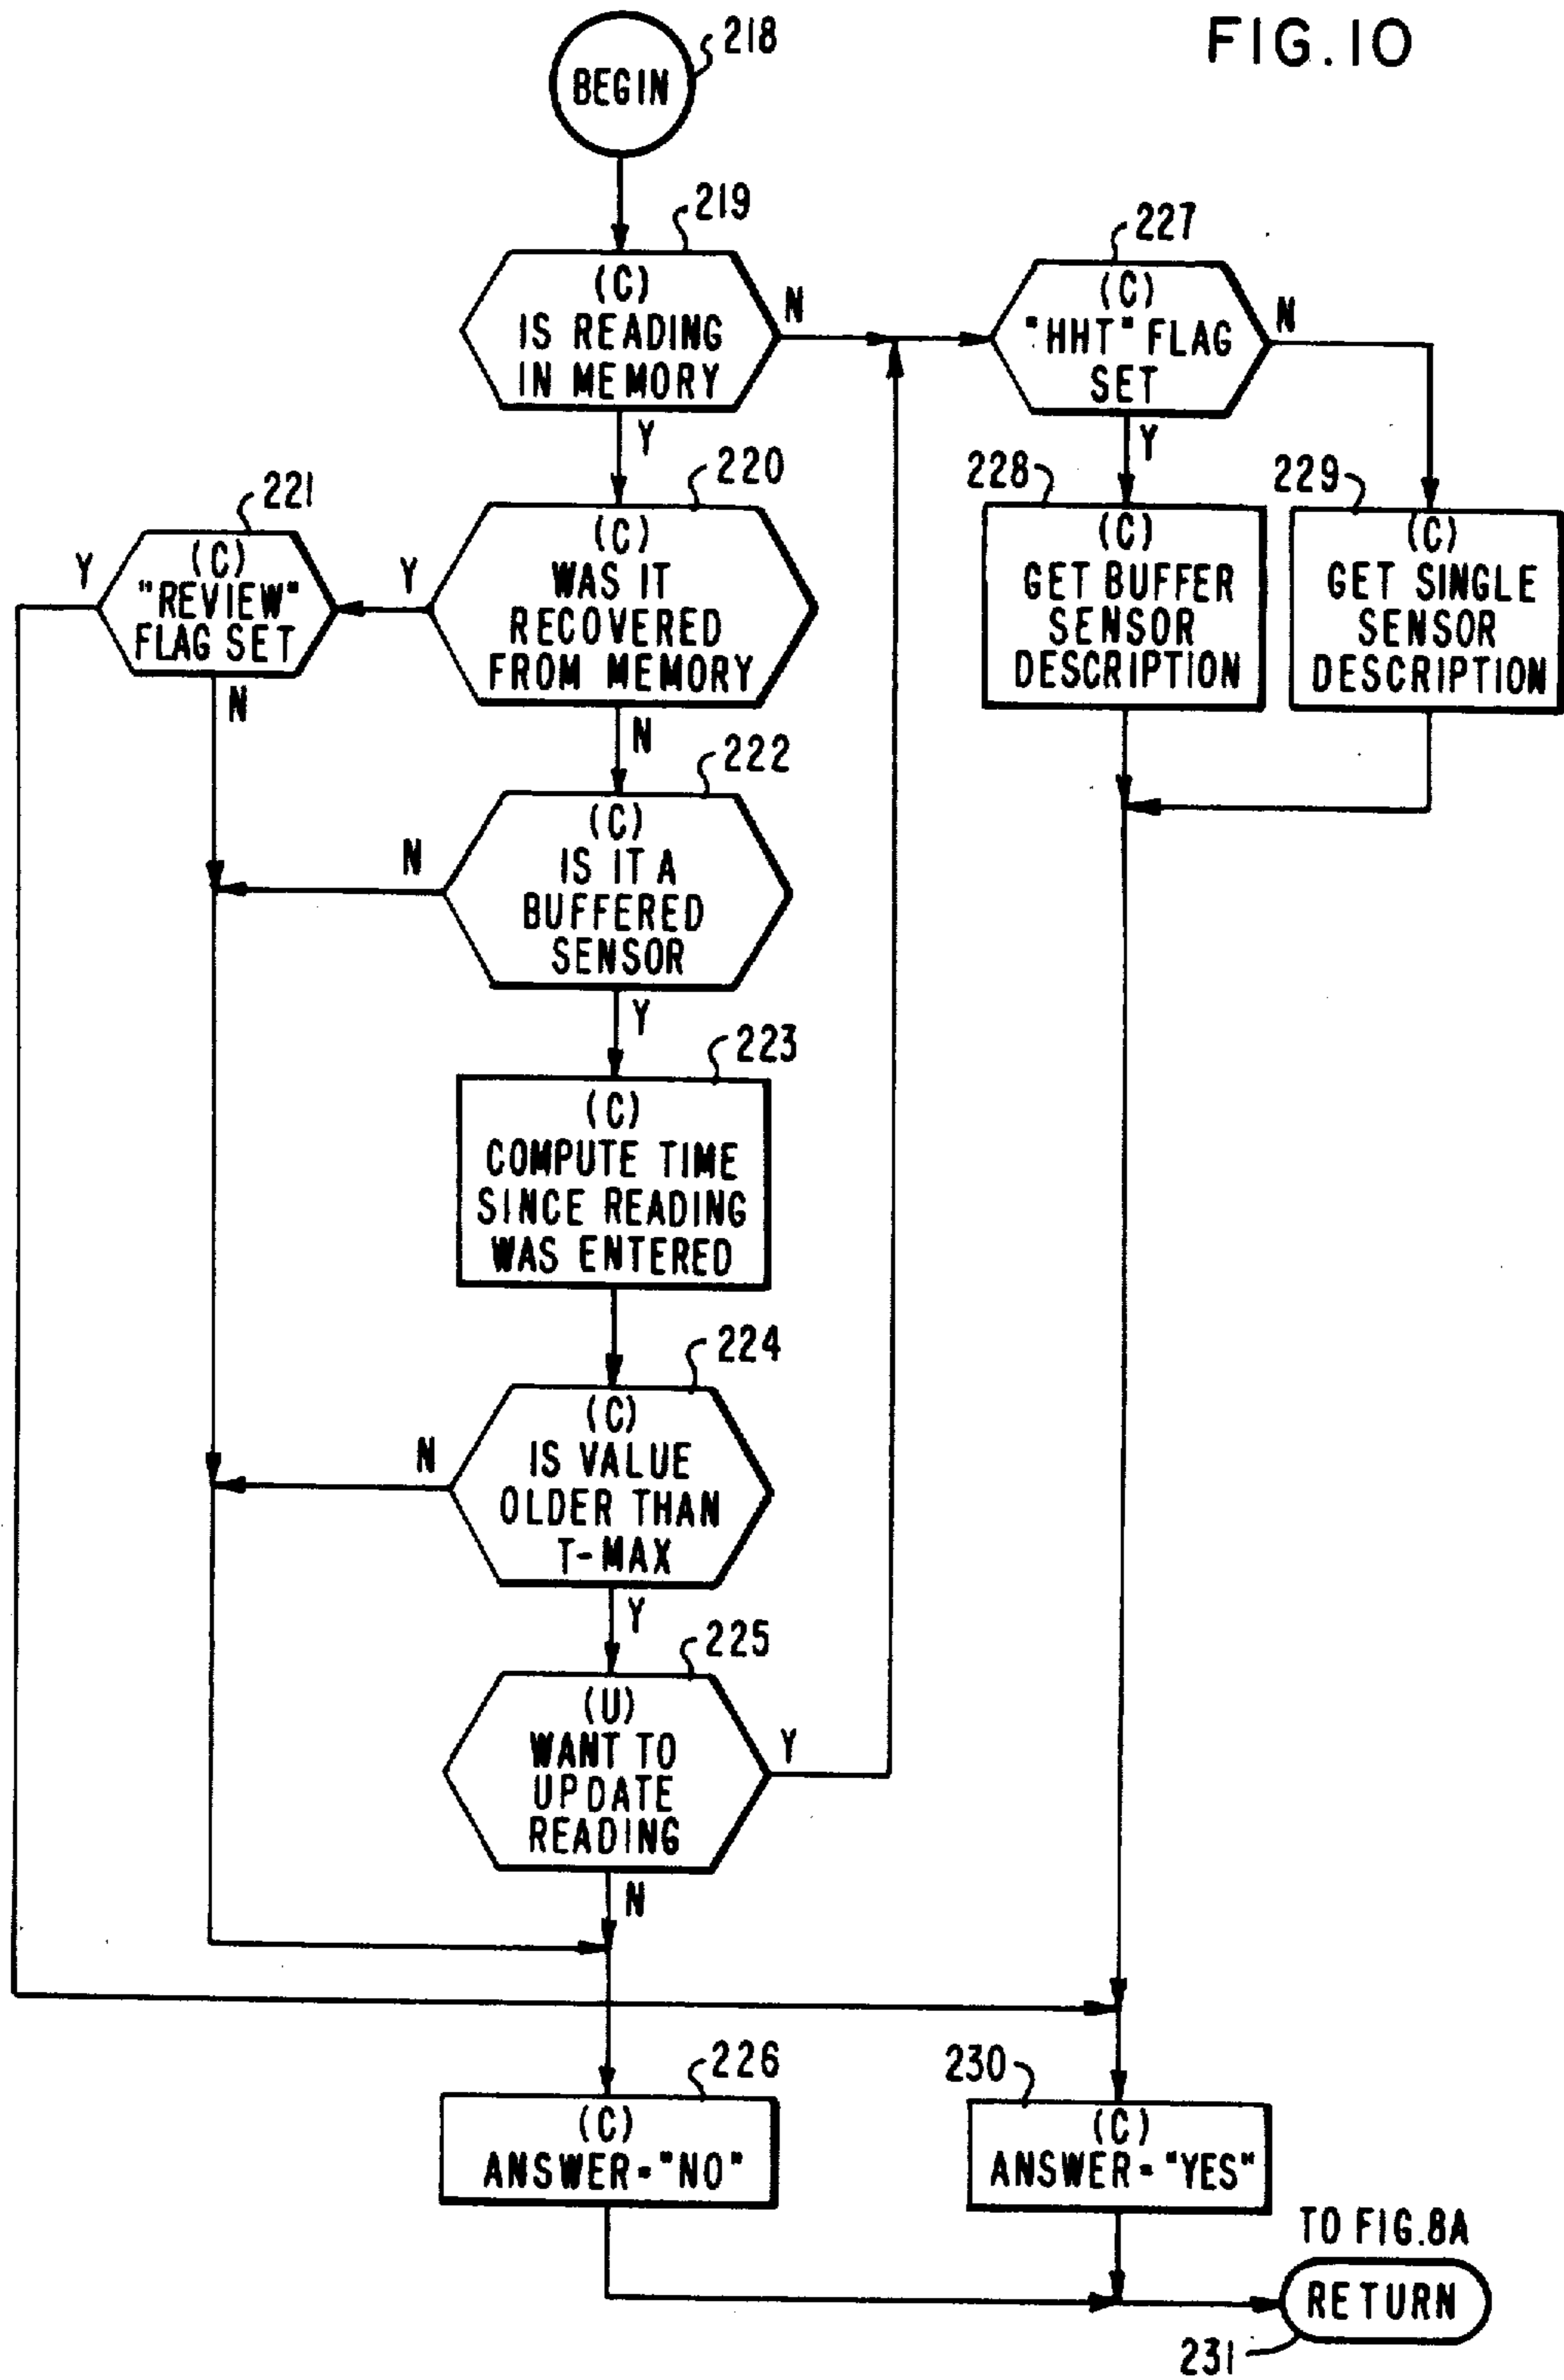 FIG. 10
218
BEGIN
219
(C)
IS READING
IN MEMORY
N
Y
227
(C)
"HHT" FLAG
SET
N
Y
220
(C)
WAS IT
RECOVERED
FROM MEMORY
Y
N
221
(C)
"REVIEW"
FLAG SET
Y
N
228
(C)
GET BUFFER
SENSOR
DESCRIPTION
229
(C)
GET SINGLE
SENSOR
DESCRIPTION
222
(C)
IS IT A
BUFFERED
SENSOR
N
Y
223
(C)
COMPUTE TIME
SINCE READING
WAS ENTERED
224
(C)
IS VALUE
OLDER THAN
T-MAX
N
Y
225
(U)
WANT TO
UPDATE
READING
Y
N
226
(C)
ANSWER="NO"
230
(C)
ANSWER="YES"
TO FIG.8A
RETURN
231